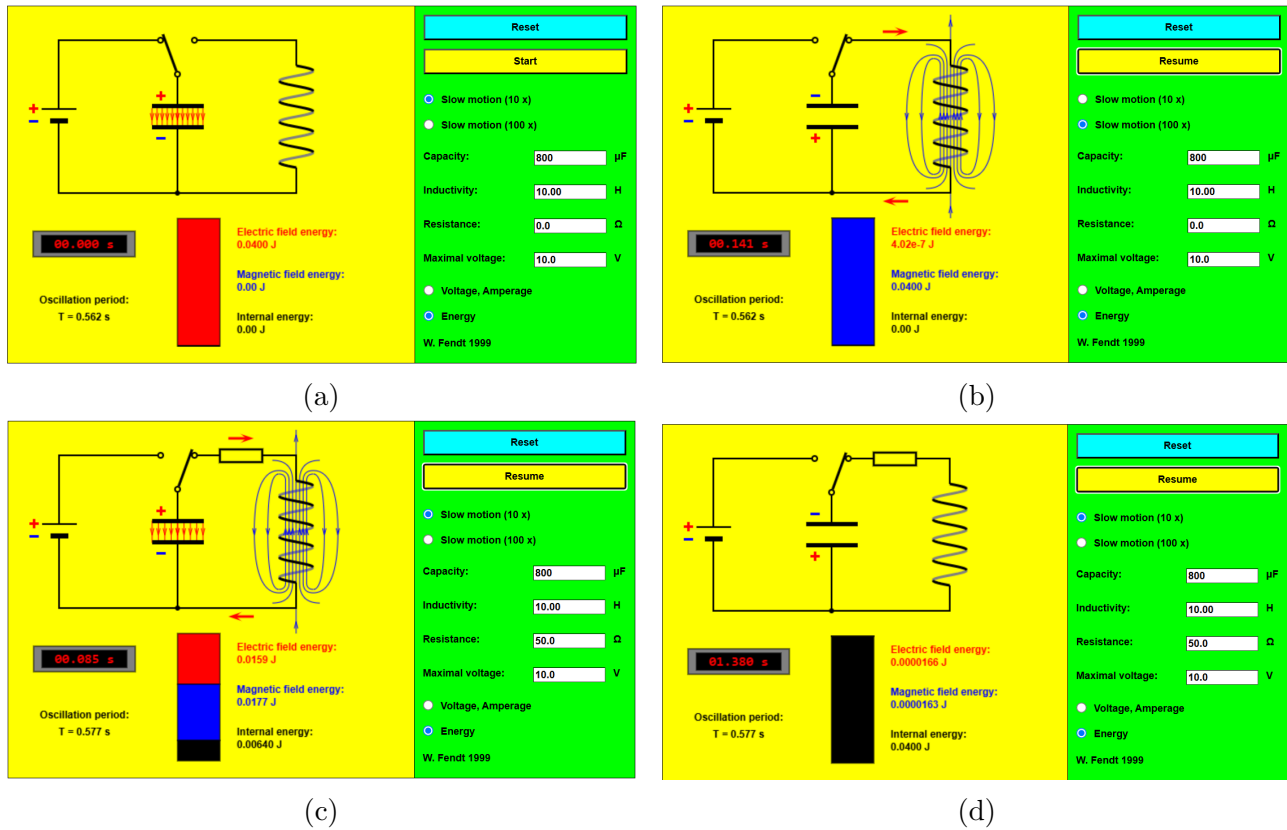 Reset
Start
Slow motion (10 x)
Slow motion (100 x)
Capacity: 800 µF
Inductivity: 10.00 H
Resistance: 0.0 Ω
Maximal voltage: 10.0 V
Voltage, Amperage
Energy
W. Fendt 1999
+
−
+
−
00.000 s
Oscillation period:
T = 0.562 s
Electric field energy:
0.0400 J
Magnetic field energy:
0.00 J
Internal energy:
0.00 J
(a)
Reset
Resume
Slow motion (10 x)
Slow motion (100 x)
Capacity: 800 µF
Inductivity: 10.00 H
Resistance: 0.0 Ω
Maximal voltage: 10.0 V
Voltage, Amperage
Energy
W. Fendt 1999
+
−
−
+
00.141 s
Oscillation period:
T = 0.562 s
Electric field energy:
4.02e-7 J
Magnetic field energy:
0.0400 J
Internal energy:
0.00 J
(b)
Reset
Resume
Slow motion (10 x)
Slow motion (100 x)
Capacity: 800 µF
Inductivity: 10.00 H
Resistance: 50.0 Ω
Maximal voltage: 10.0 V
Voltage, Amperage
Energy
W. Fendt 1999
+
−
+
−
00.085 s
Oscillation period:
T = 0.577 s
Electric field energy:
0.0159 J
Magnetic field energy:
0.0177 J
Internal energy:
0.00640 J
(c)
Reset
Resume
Slow motion (10 x)
Slow motion (100 x)
Capacity: 800 µF
Inductivity: 10.00 H
Resistance: 50.0 Ω
Maximal voltage: 10.0 V
Voltage, Amperage
Energy
W. Fendt 1999
+
−
−
+
01.380 s
Oscillation period:
T = 0.577 s
Electric field energy:
0.0000166 J
Magnetic field energy:
0.0000163 J
Internal energy:
0.0400 J
(d)